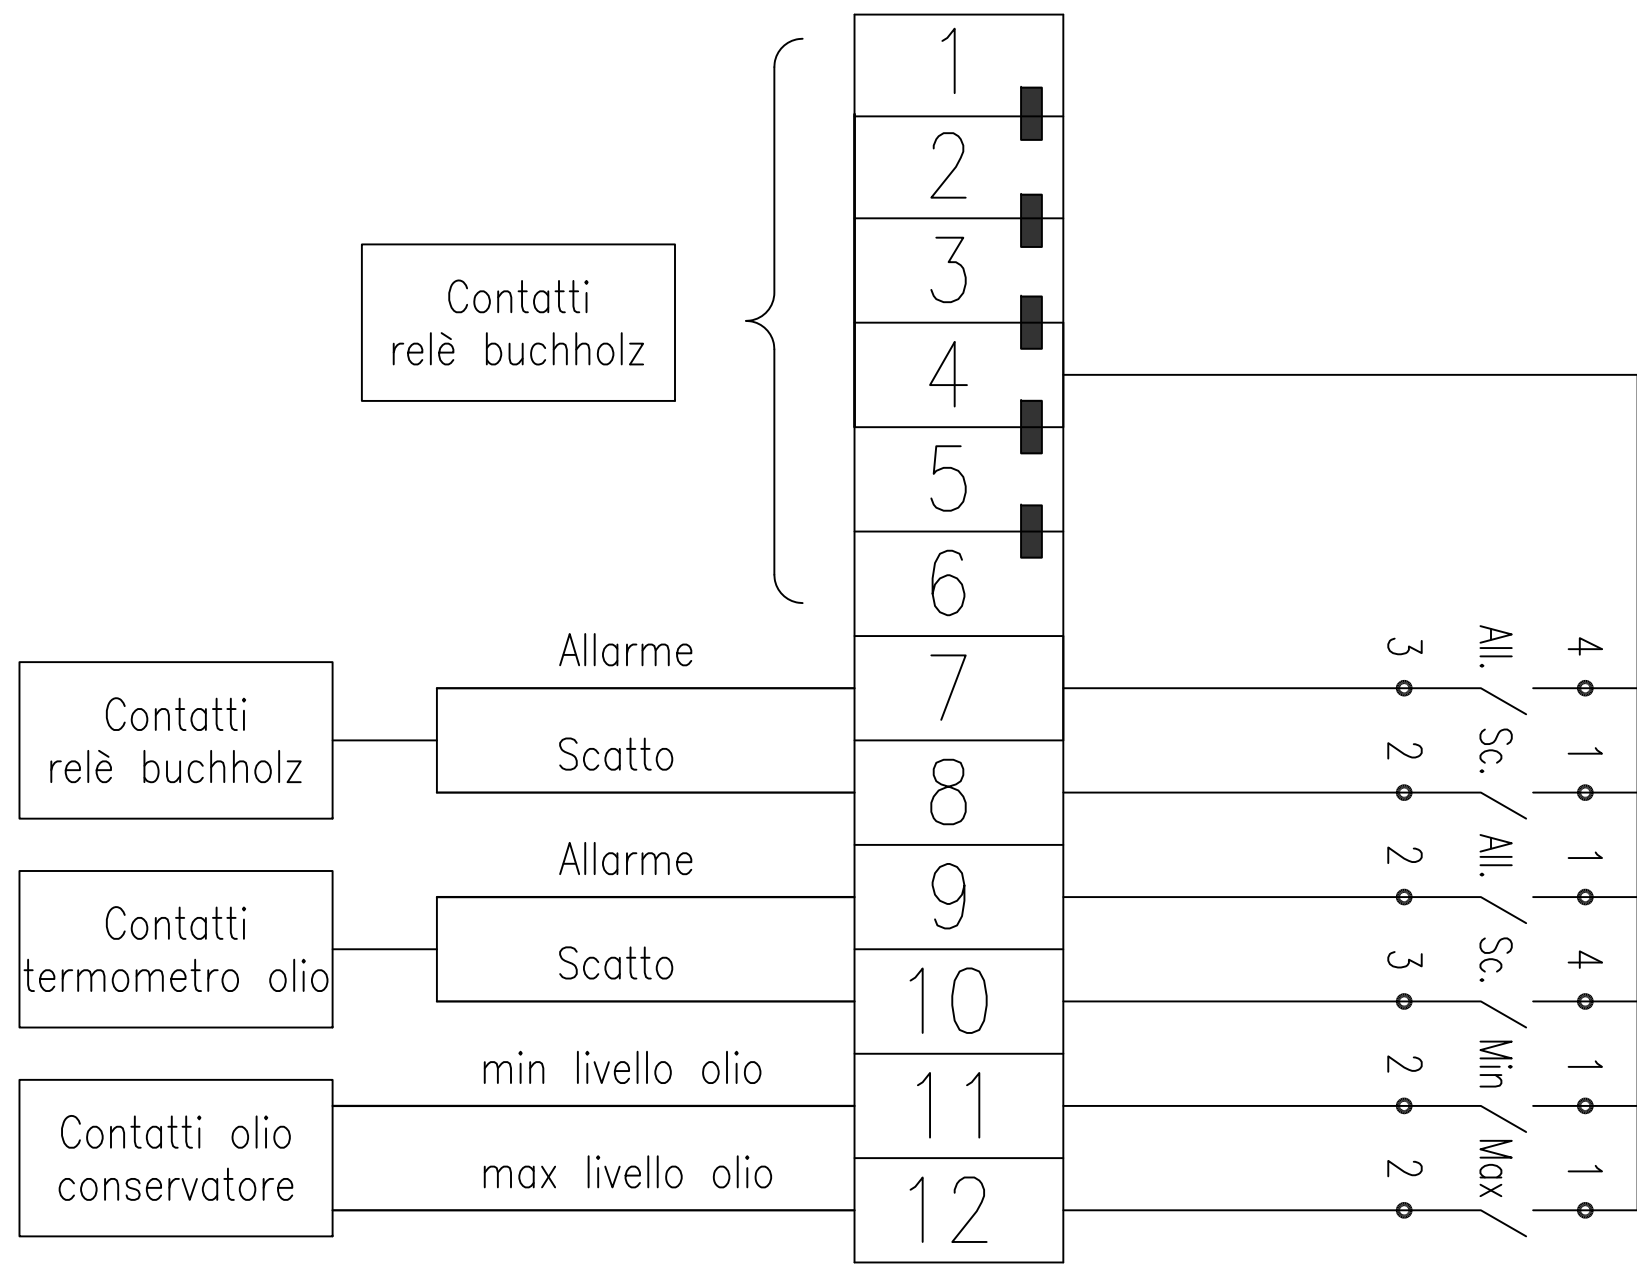 1
2
3
Contatti
relè buchholz
4
5
6
Allarme
7
3 All. 4
Contatti
relè buchholz
Scatto
8
2 Sc. 1
Allarme
9
2 All. 1
Contatti
termometro olio
Scatto
10
3 Sc. 4
min livello olio
11
2 Min 1
Contatti olio
conservatore
max livello olio
12
2 Max 1